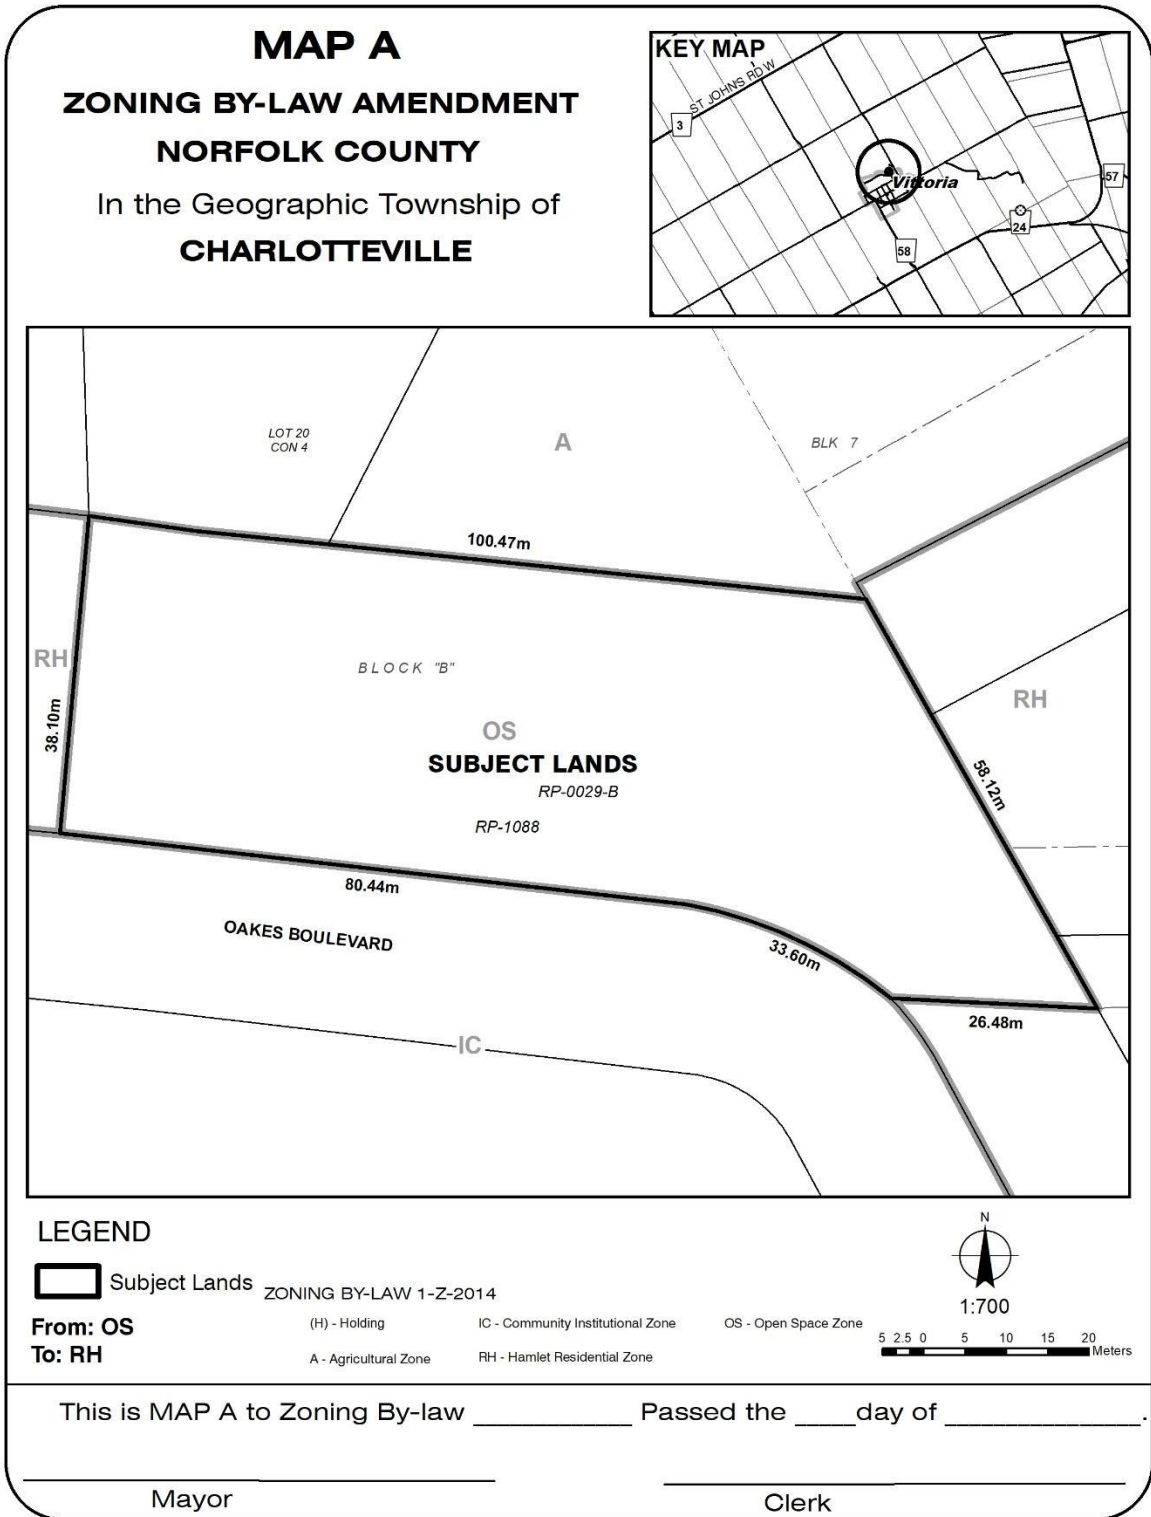 MAP A
ZONING BY-LAW AMENDMENT
NORFOLK COUNTY
In the Geographic Township of
CHARLOTTEVILLE
KEY MAP
ST JOHNS RD W
3
Vittoria
57
24
58
LOT 20
CON 4
A
BLK 7
100.47m
RH
BLOCK "B"
38.10m
OS
SUBJECT LANDS
RP-0029-B
RP-1088
RH
58.12m
80.44m
OAKES BOULEVARD
33.60m
26.48m
IC
LEGEND
Subject Lands
ZONING BY-LAW 1-Z-2014
From: OS
To: RH
(H) - Holding
IC - Community Institutional Zone
OS - Open Space Zone
A - Agricultural Zone
RH - Hamlet Residential Zone
N
1:700
5 2.5 0 5 10 15 20
Meters
This is MAP A to Zoning By-law ____________ Passed the _____day of _______________.
Mayor
Clerk